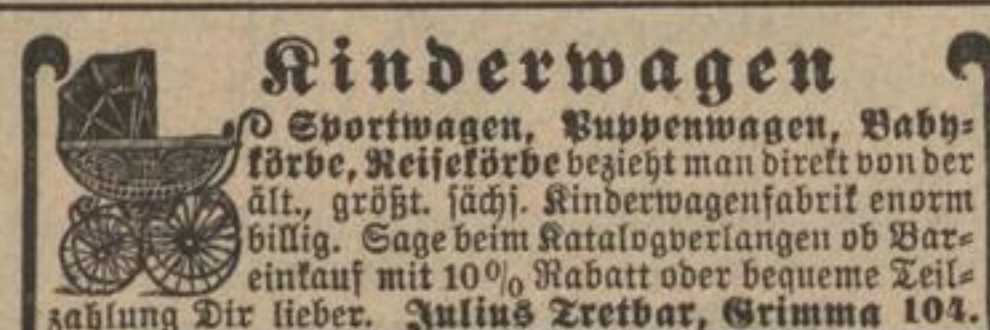 Kinderwagen
Sportwagen, Puppenwagen, Baby=
körbe, Reisekörbe bezieht man direkt von der
ält., größt. sächs. Kinderwagenfabrik enorm
billig. Sage beim Katalogverlangen ob Bar=
einkauf mit 10% Rabatt oder bequeme Teil=
zahlung Dir lieber. Julius Tretbar, Grimma 104.